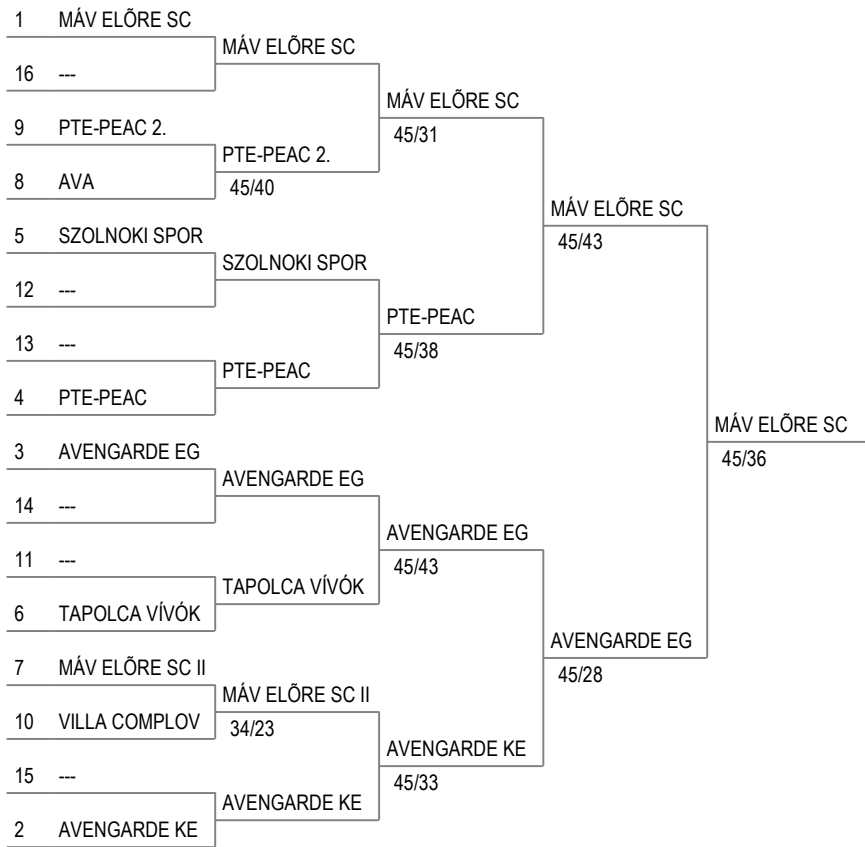 1 MÁV ELÕRE SC
MÁV ELÕRE SC
16 ---
MÁV ELÕRE SC
45/31
9 PTE-PEAC 2.
PTE-PEAC 2.
45/40
8 AVA
MÁV ELÕRE SC
45/43
5 SZOLNOKI SPOR
SZOLNOKI SPOR
12 ---
PTE-PEAC
45/38
13 ---
PTE-PEAC
4 PTE-PEAC
MÁV ELÕRE SC
45/36
3 AVENGARDE EG
AVENGARDE EG
14 ---
AVENGARDE EG
45/43
11 ---
TAPOLCA VÍVÓK
6 TAPOLCA VÍVÓK
AVENGARDE EG
45/28
7 MÁV ELÕRE SC II
MÁV ELÕRE SC II
34/23
10 VILLA COMPLOV
AVENGARDE KE
45/33
15 ---
AVENGARDE KE
2 AVENGARDE KE